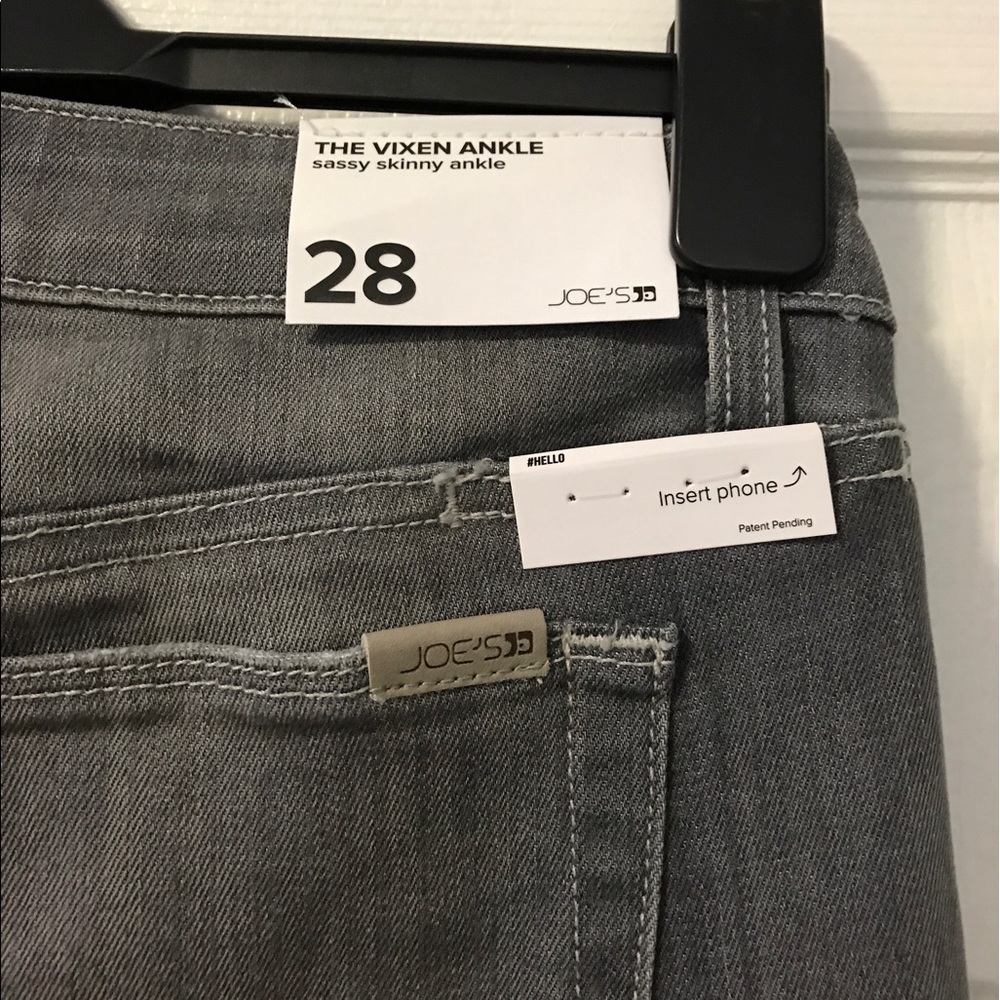 THE VIXEN ANKLE
sassy skinny ankle
28
JOE'S
#HELLO
Insert phone
Patent Pending
JOE'S